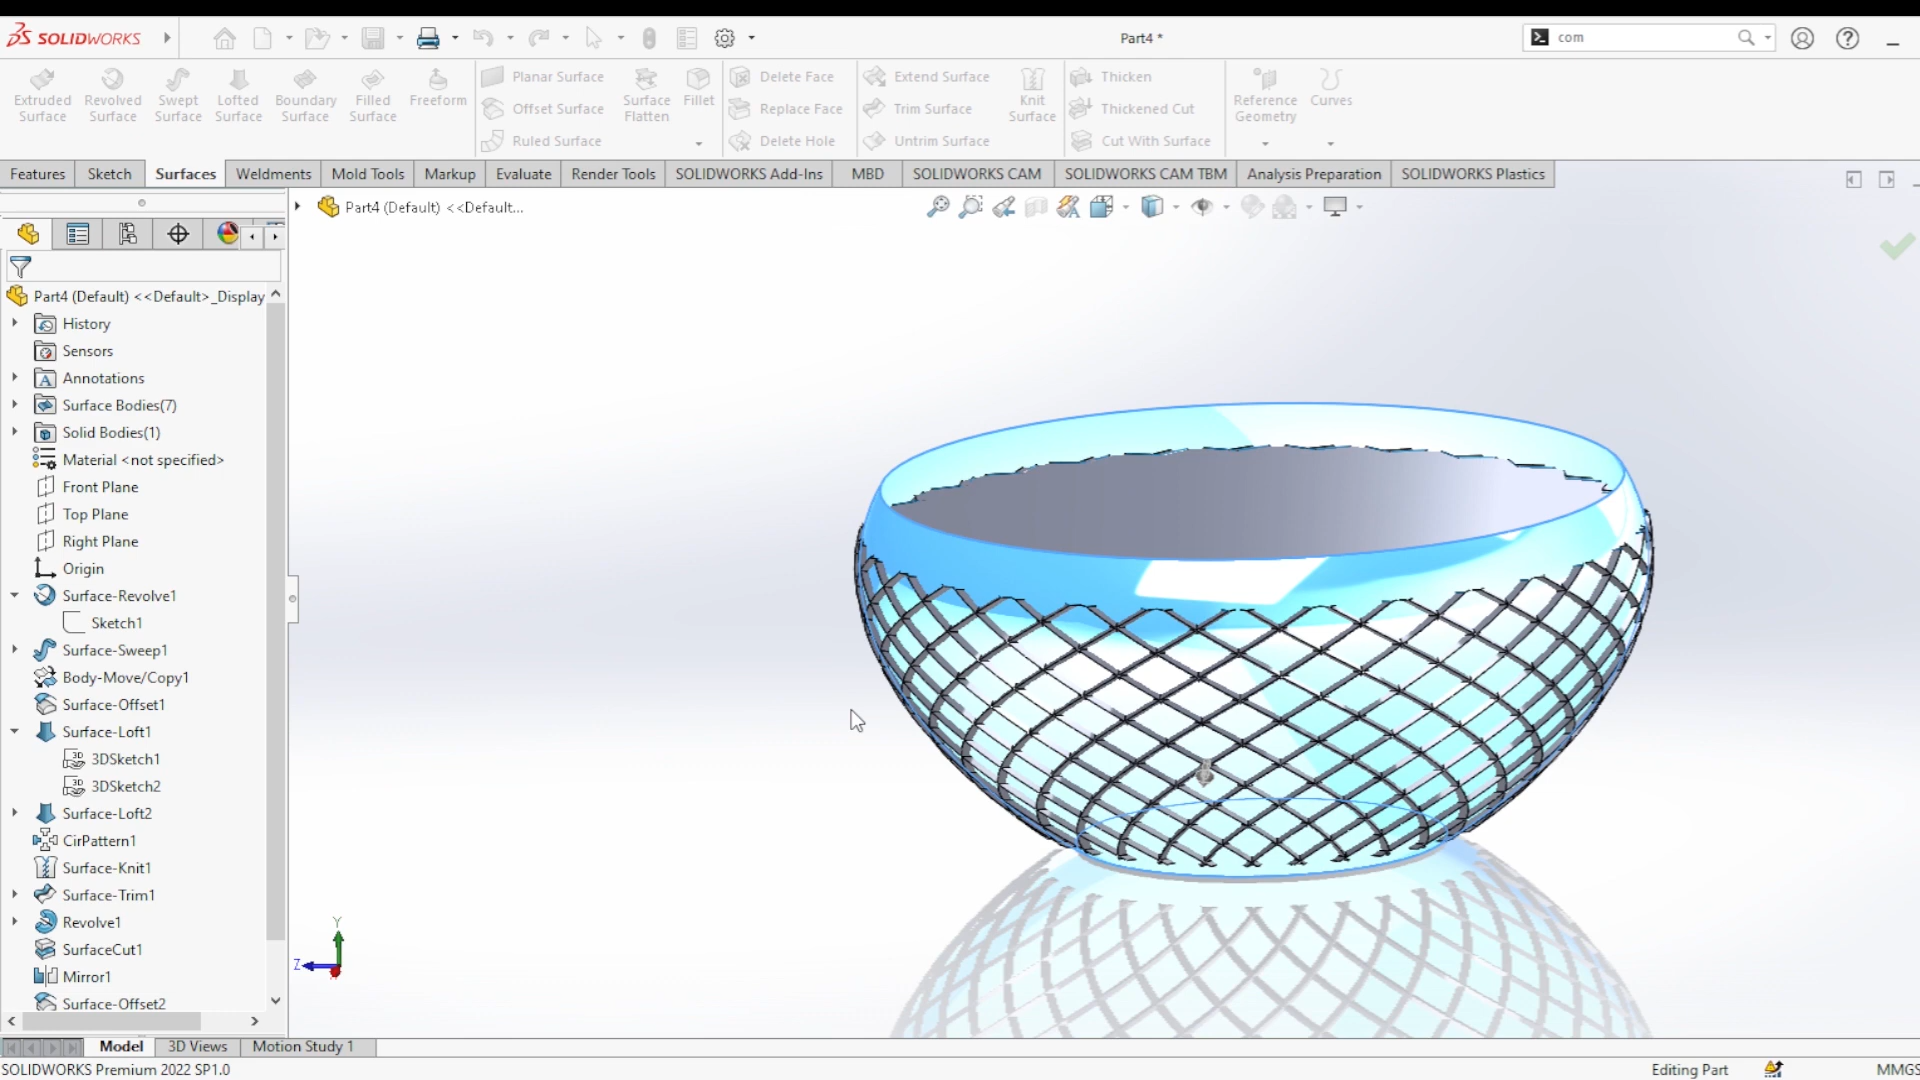 SOLIDWORKS
Part4 *
com
Extruded Surface
Revolved Surface
Swept Surface
Lofted Surface
Boundary Surface
Filled Surface
Freeform
Planar Surface
Offset Surface
Ruled Surface
Surface Flatten
Fillet
Delete Face
Replace Face
Delete Hole
Extend Surface
Trim Surface
Untrim Surface
Knit Surface
Thicken
Thickened Cut
Cut With Surface
Reference Geometry
Curves
Features
Sketch
Surfaces
Weldments
Mold Tools
Markup
Evaluate
Render Tools
SOLIDWORKS Add-Ins
MBD
SOLIDWORKS CAM
SOLIDWORKS CAM TBM
Analysis Preparation
SOLIDWORKS Plastics
Part4 (Default) <<Default...
Part4 (Default) <<Default>_Display
History
Sensors
Annotations
Surface Bodies(7)
Solid Bodies(1)
Material <not specified>
Front Plane
Top Plane
Right Plane
Origin
Surface-Revolve1
Sketch1
Surface-Sweep1
Body-Move/Copy1
Surface-Offset1
Surface-Loft1
3DSketch1
3DSketch2
Surface-Loft2
CirPattern1
Surface-Knit1
Surface-Trim1
Revolve1
SurfaceCut1
Mirror1
Surface-Offset2
Y
Z
Model
3D Views
Motion Study 1
SOLIDWORKS Premium 2022 SP1.0
Editing Part
MMGS